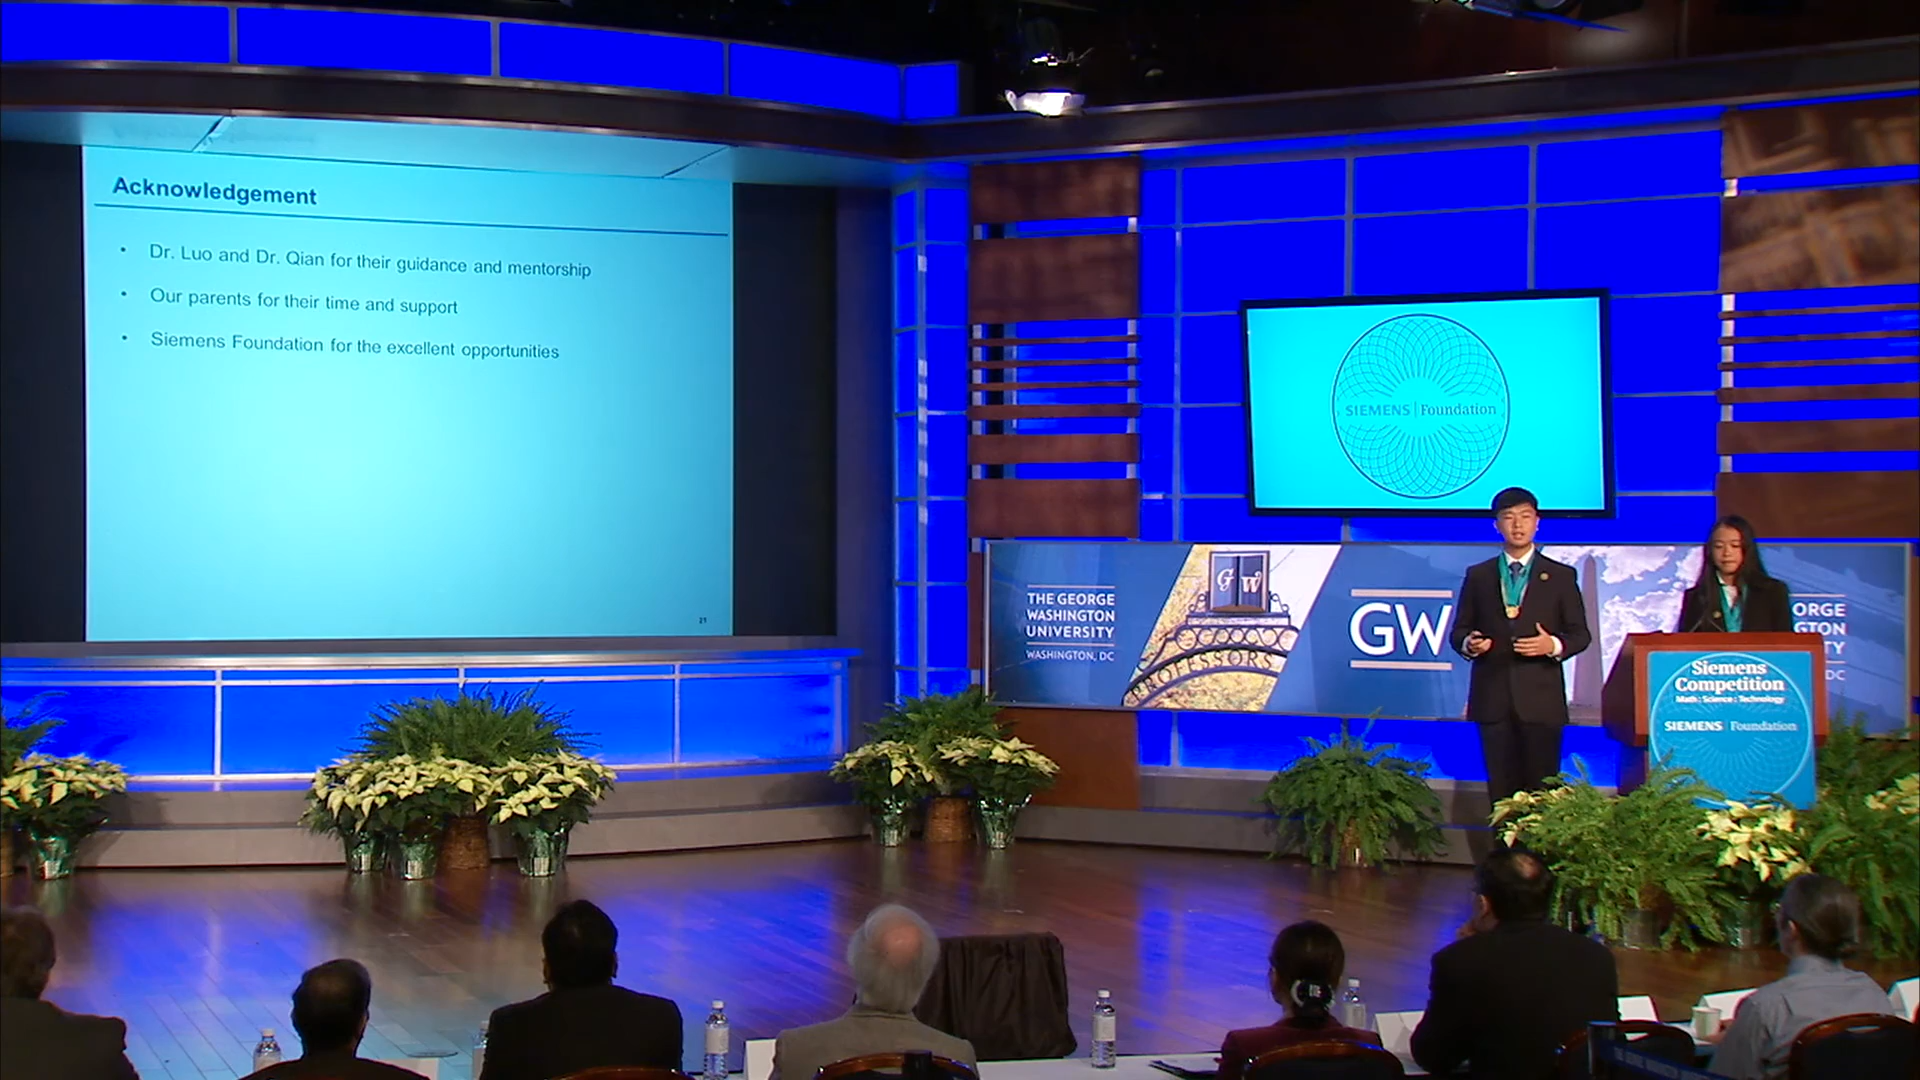 Acknowledgement
• Dr. Luo and Dr. Qian for their guidance and mentorship
• Our parents for their time and support
• Siemens Foundation for the excellent opportunities
21
SIEMENS | Foundation
THE GEORGE
WASHINGTON
UNIVERSITY
WASHINGTON, DC
G W
PROFESSORS
GW
ORGE
GTON
TY
DC
Siemens
Competition
Math : Science : Technology
SIEMENS Foundation